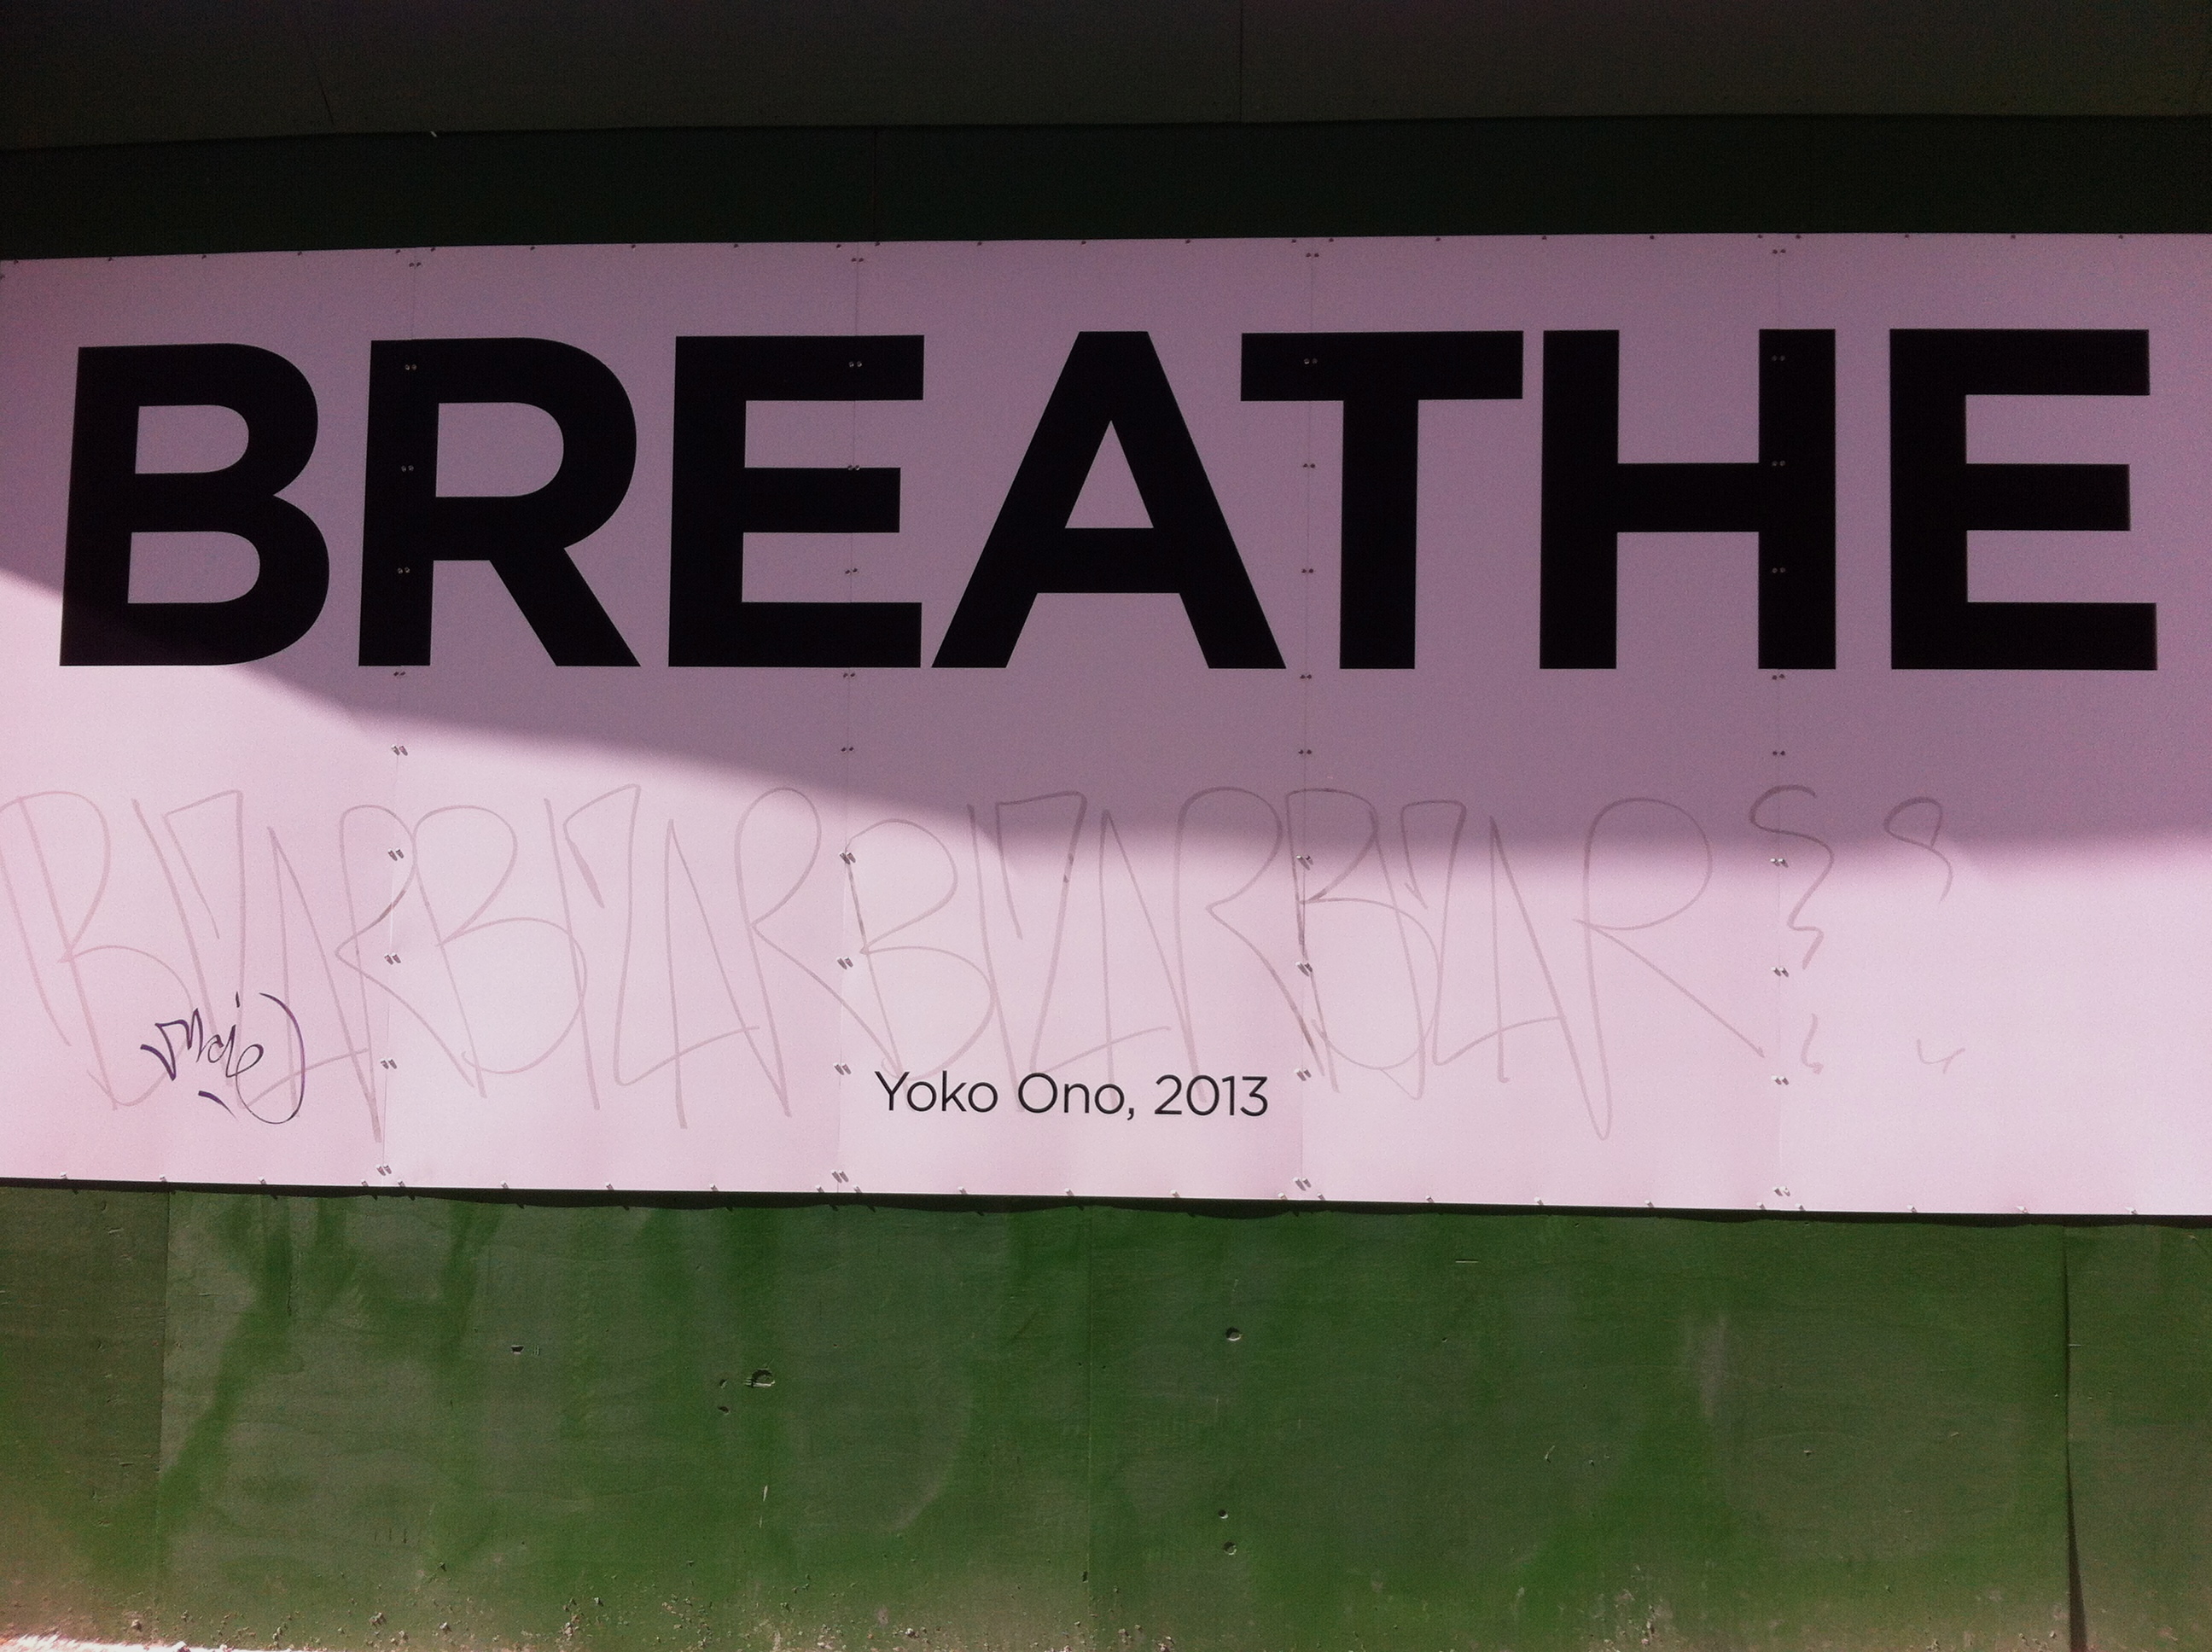 BREATHE
Yoko Ono, 2013